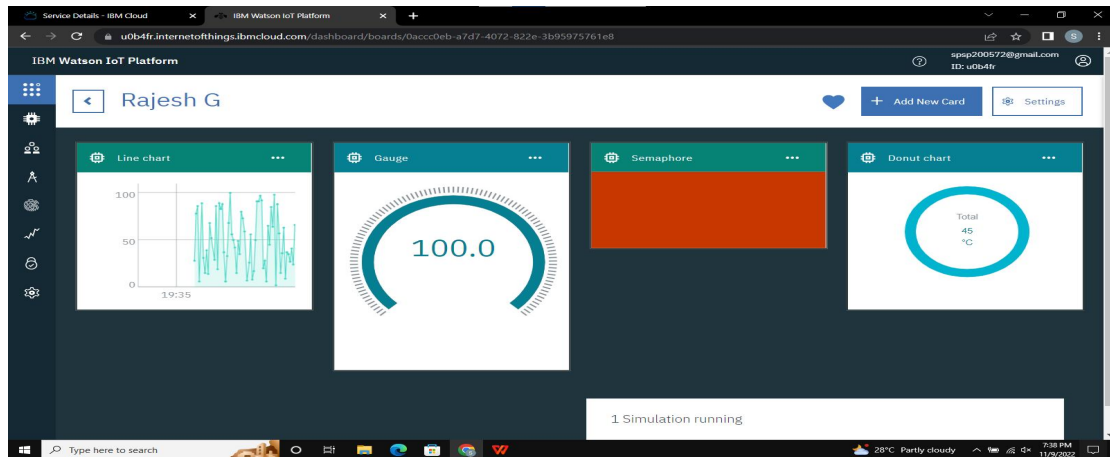 Service Details - IBM Cloud
IBM Watson IoT Platform
u0b4fr.internetofthings.ibmcloud.com/dashboard/boards/0accc0eb-a7d7-4072-822e-3b95975761e8
IBM Watson IoT Platform
spsp200572@gmail.com
ID: u0b4fr
Rajesh G
+ Add New Card
Settings
Line chart
Gauge
Semaphore
Donut chart
100
50
0
19:35
100.0
Total
45
°C
1 Simulation running
Type here to search
28°C Partly cloudy
7:38 PM
11/9/2022